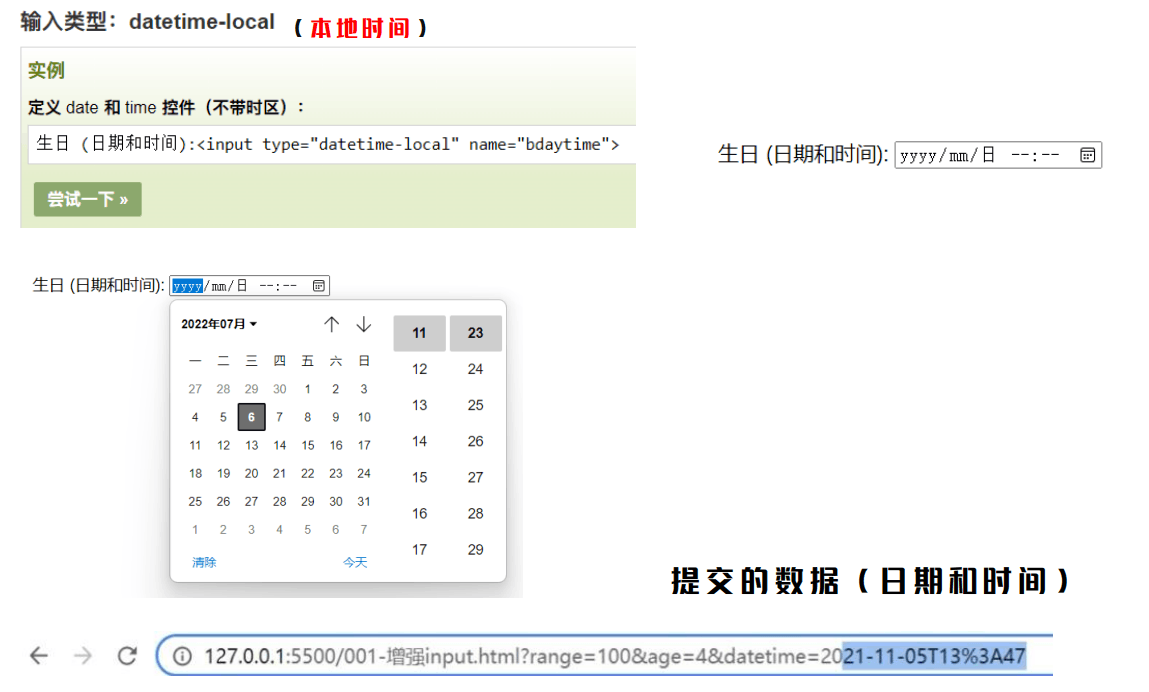 输入类型：datetime-local （本地时间）
实例
定义 date 和 time 控件（不带时区）：
生日 (日期和时间):<input type="datetime-local" name="bdaytime">
尝试一下 »
生日 (日期和时间): yyyy/mm/日 --:--
生日 (日期和时间): yyyy/mm/日 --:--
2022年07月 11 23
一 二 三 四 五 六 日 12 24
27 28 29 30 1 2 3
4 5 6 7 8 9 10 13 25
11 12 13 14 15 16 17 14 26
18 19 20 21 22 23 24 15 27
25 26 27 28 29 30 31 16 28
1 2 3 4 5 6 7 17 29
清除 今天
提交的数据（日期和时间）
127.0.0.1:5500/001-增强input.html?range=100&age=4&datetime=2021-11-05T13%3A47